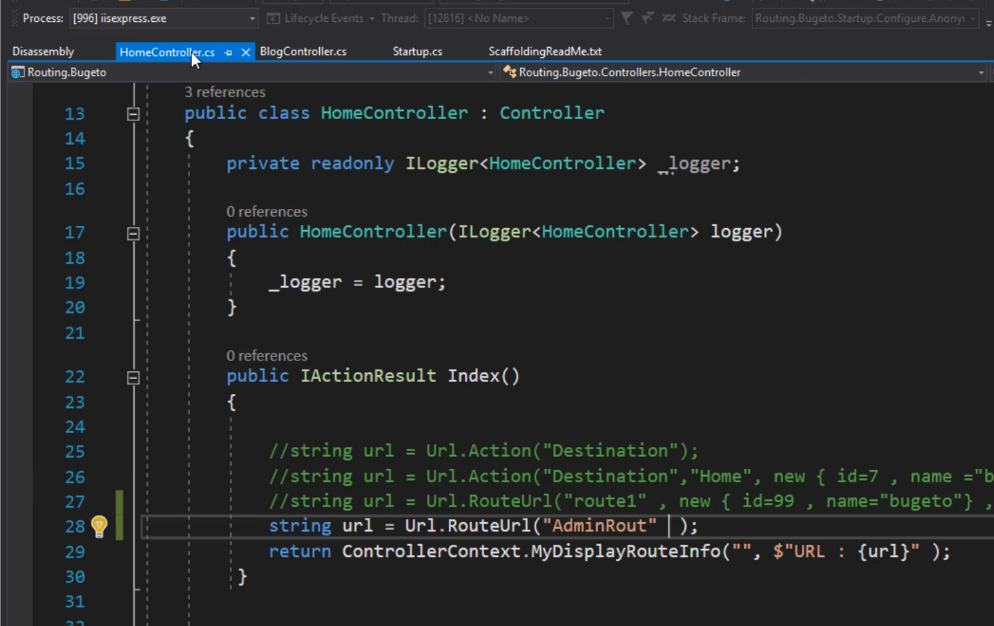 Process: [996] iisexpress.exe Lifecycle Events Thread: [12816] <No Name> Stack Frame: Routing.Bugeto.Startup.Configure.Anonyı
Disassembly HomeController.cs BlogController.cs Startup.cs ScaffoldingReadMe.txt
Routing.Bugeto Routing.Bugeto.Controllers.HomeController
3 references
13 public class HomeController : Controller
14 {
15 private readonly ILogger<HomeController> _logger;
16
0 references
17 public HomeController(ILogger<HomeController> logger)
18 {
19 _logger = logger;
20 }
21
0 references
22 public IActionResult Index()
23 {
24
25 //string url = Url.Action("Destination");
26 //string url = Url.Action("Destination","Home", new { id=7 , name ="b
27 //string url = Url.RouteUrl("route1" , new { id=99 , name="bugeto"} ,
28 string url = Url.RouteUrl("AdminRout" );
29 return ControllerContext.MyDisplayRouteInfo("", $"URL : {url}" );
30 }
31
32